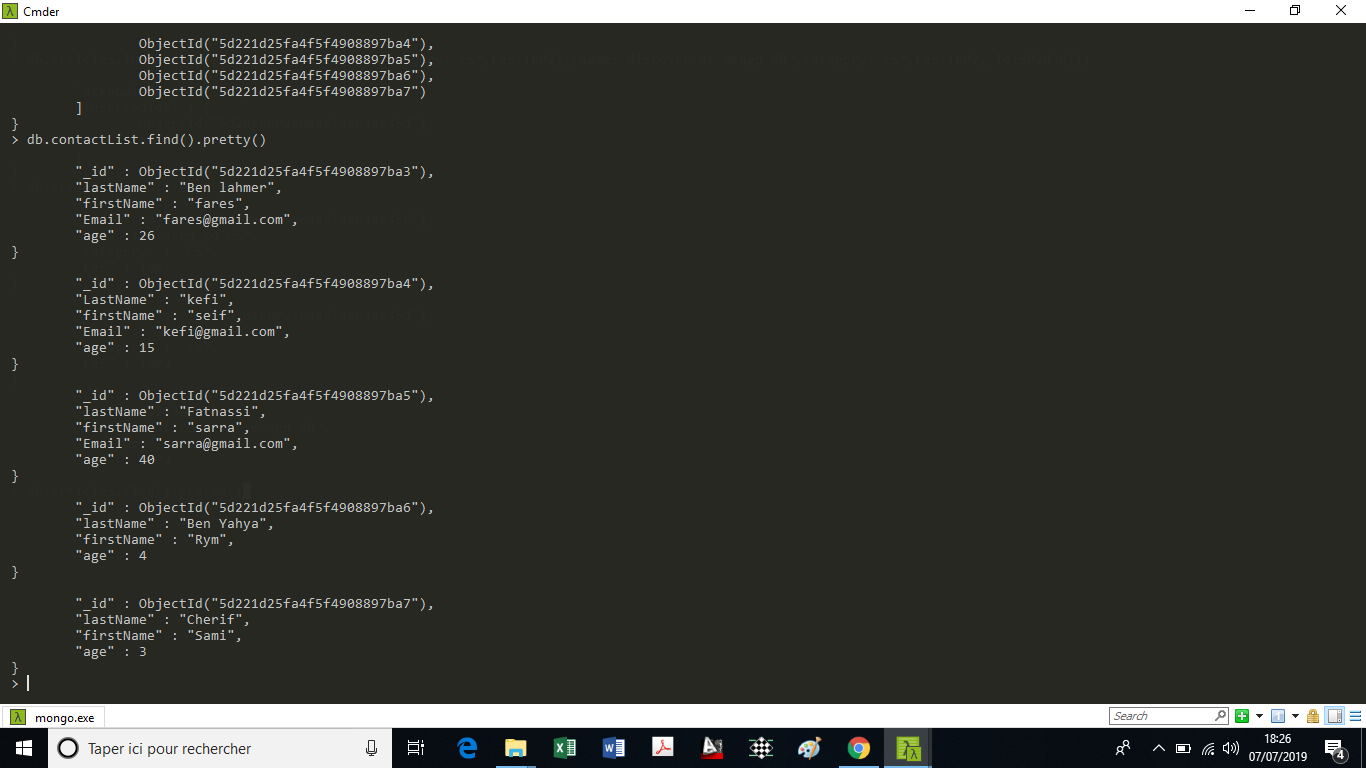 Cmder
ObjectId("5d221d25fa4f5f4908897ba4"),
ObjectId("5d221d25fa4f5f4908897ba5"),
ObjectId("5d221d25fa4f5f4908897ba6"),
ObjectId("5d221d25fa4f5f4908897ba7")
]
}
> db.contactList.find().pretty()
"_id" : ObjectId("5d221d25fa4f5f4908897ba3"),
"lastName" : "Ben lahmer",
"firstName" : "fares",
"Email" : "fares@gmail.com",
"age" : 26
}
"_id" : ObjectId("5d221d25fa4f5f4908897ba4"),
"LastName" : "kefi",
"firstName" : "seif",
"Email" : "kefi@gmail.com",
"age" : 15
}
"_id" : ObjectId("5d221d25fa4f5f4908897ba5"),
"lastName" : "Fatnassi",
"firstName" : "sarra",
"Email" : "sarra@gmail.com",
"age" : 40
}
"_id" : ObjectId("5d221d25fa4f5f4908897ba6"),
"lastName" : "Ben Yahya",
"firstName" : "Rym",
"age" : 4
}
"_id" : ObjectId("5d221d25fa4f5f4908897ba7"),
"lastName" : "Cherif",
"firstName" : "Sami",
"age" : 3
}
>
mongo.exe
Search
Taper ici pour rechercher
18:26
07/07/2019
4